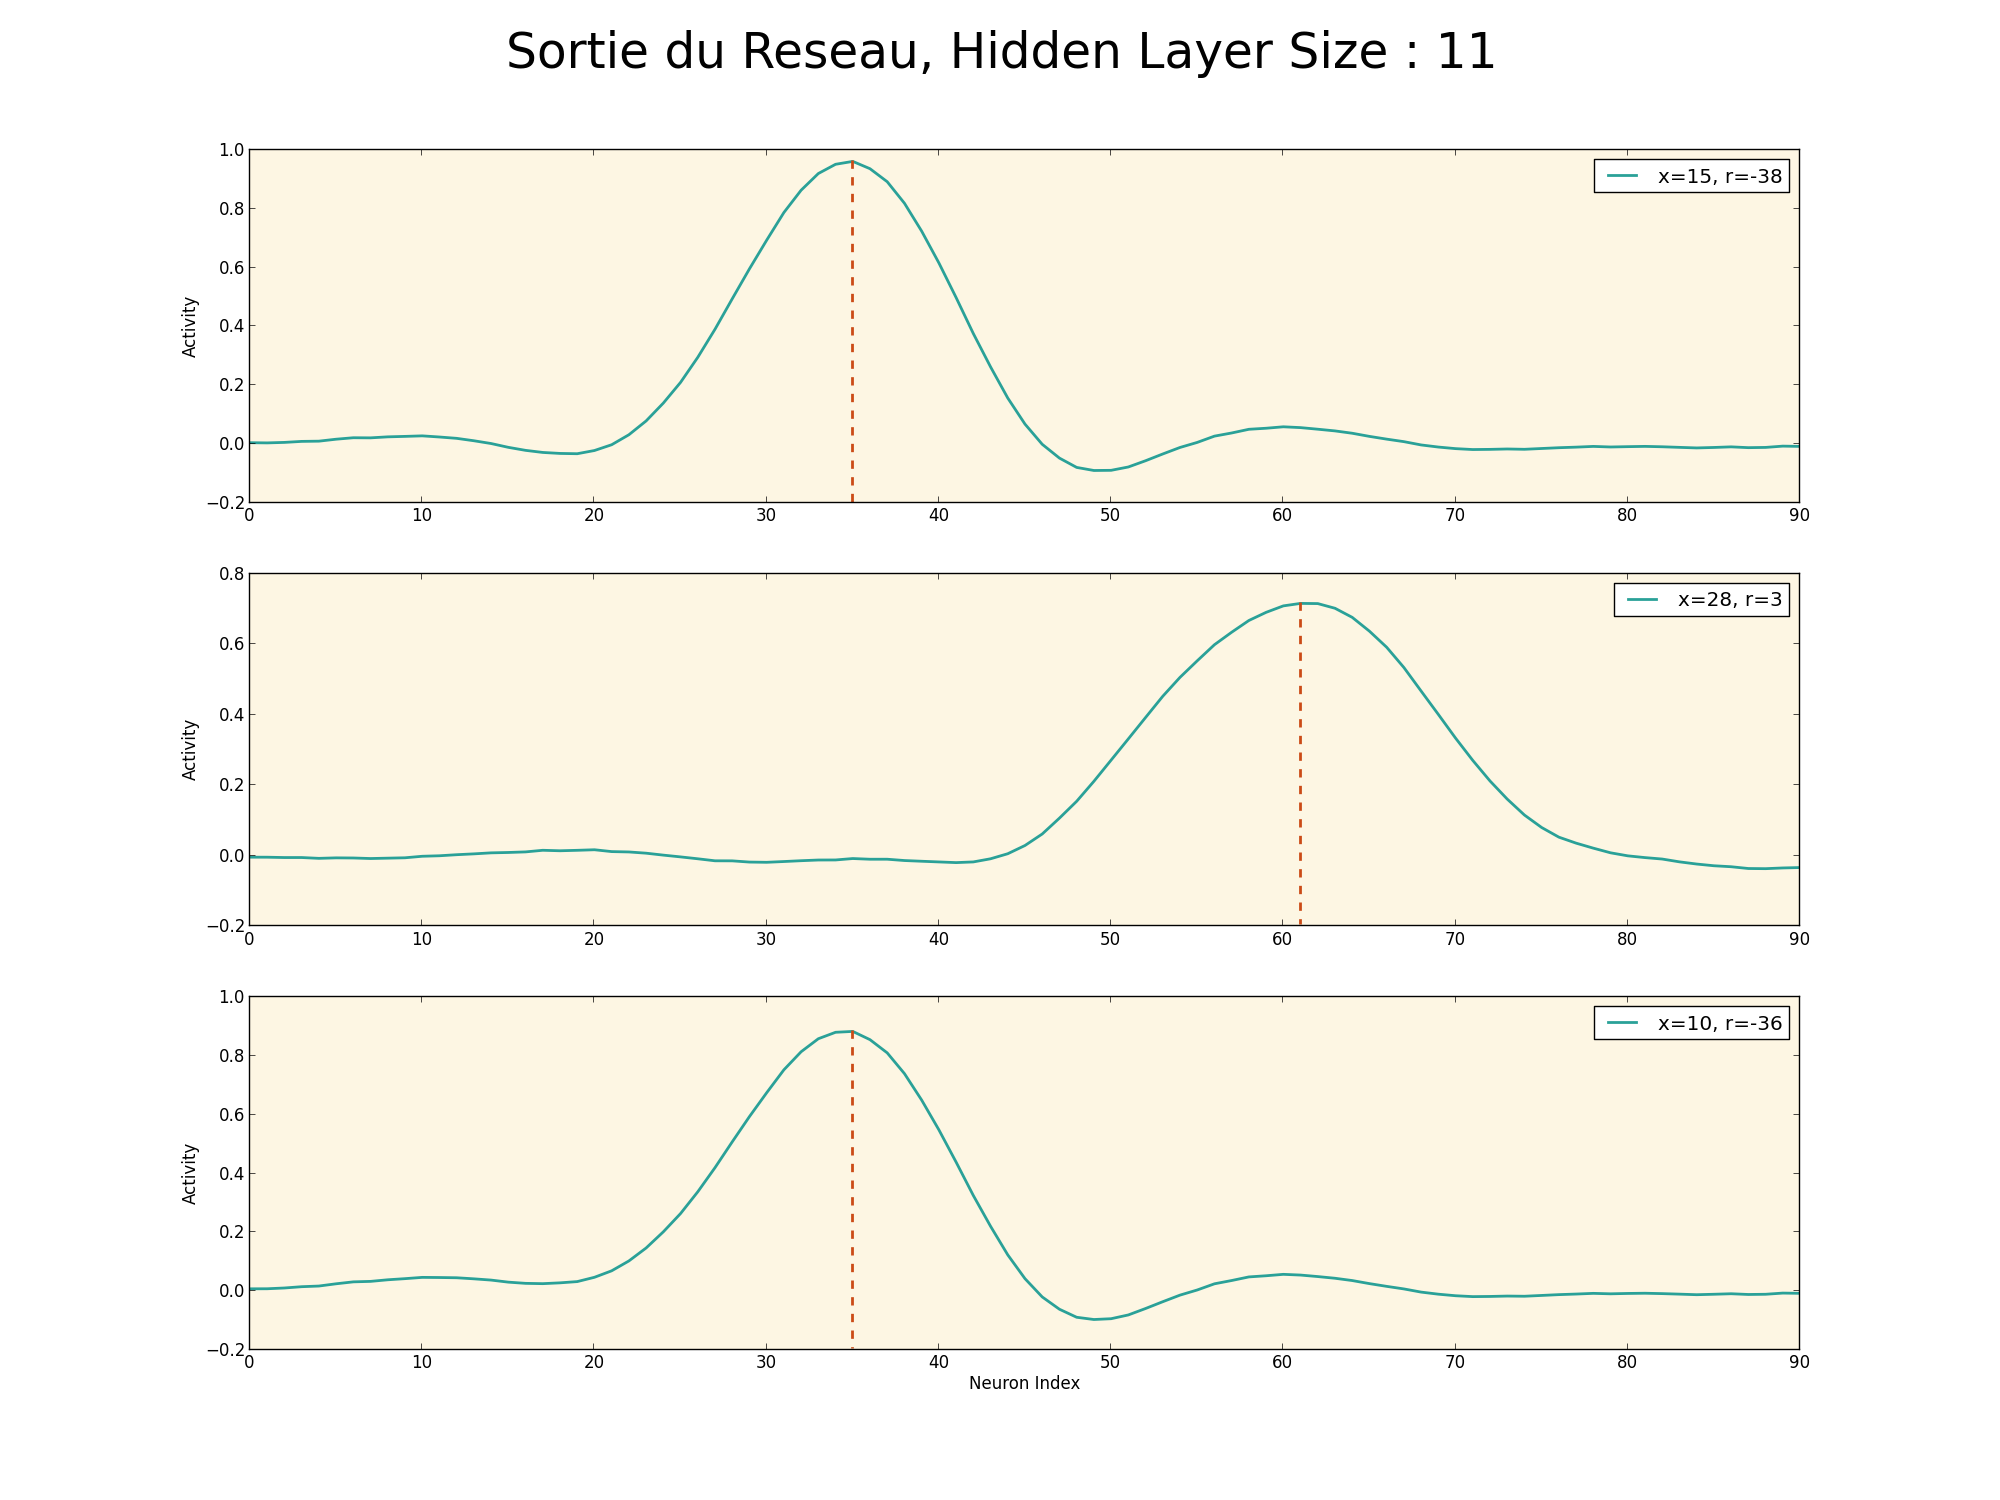 Sortie du Reseau, Hidden Layer Size : 11
1.0
0.8
0.6
0.4
0.2
0.0
−0.2
Activity
x=15, r=-38
0 10 20 30 40 50 60 70 80 90
0.8
0.6
0.4
0.2
0.0
−0.2
Activity
x=28, r=3
0 10 20 30 40 50 60 70 80 90
1.0
0.8
0.6
0.4
0.2
0.0
−0.2
Activity
x=10, r=-36
0 10 20 30 40 50 60 70 80 90
Neuron Index